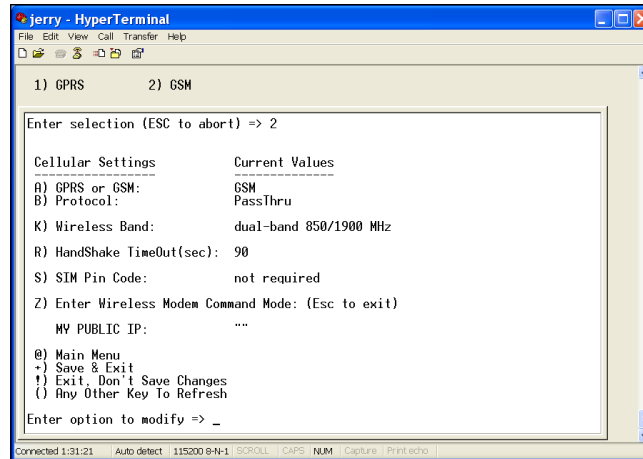 jerry - HyperTerminal
File Edit View Call Transfer Help
1) GPRS 2) GSM
Enter selection (ESC to abort) => 2
Cellular Settings Current Values
----------------- --------------
A) GPRS or GSM: GSM
B) Protocol: PassThru
K) Wireless Band: dual-band 850/1900 MHz
R) HandShake TimeOut(sec): 90
S) SIM Pin Code: not required
Z) Enter Wireless Modem Command Mode: (Esc to exit)
MY PUBLIC IP: ""
@) Main Menu
+) Save & Exit
!) Exit, Don't Save Changes
() Any Other Key To Refresh
Enter option to modify => _
Connected 1:31:21 Auto detect 115200 8-N-1 SCROLL CAPS NUM Capture Print echo